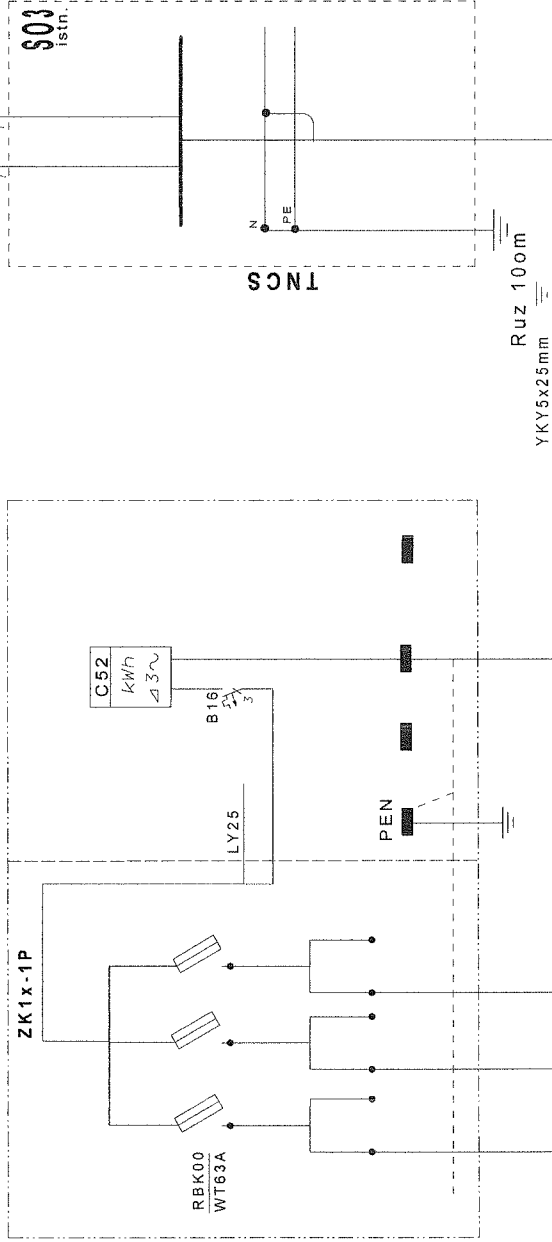 S03
istn.
N
PE
TNCS
Ruz 10om
YKY5x25mm
C52
kWh
3~
B16
3
LY25
PEN
ZK1x-1P
RBK00
WT63A